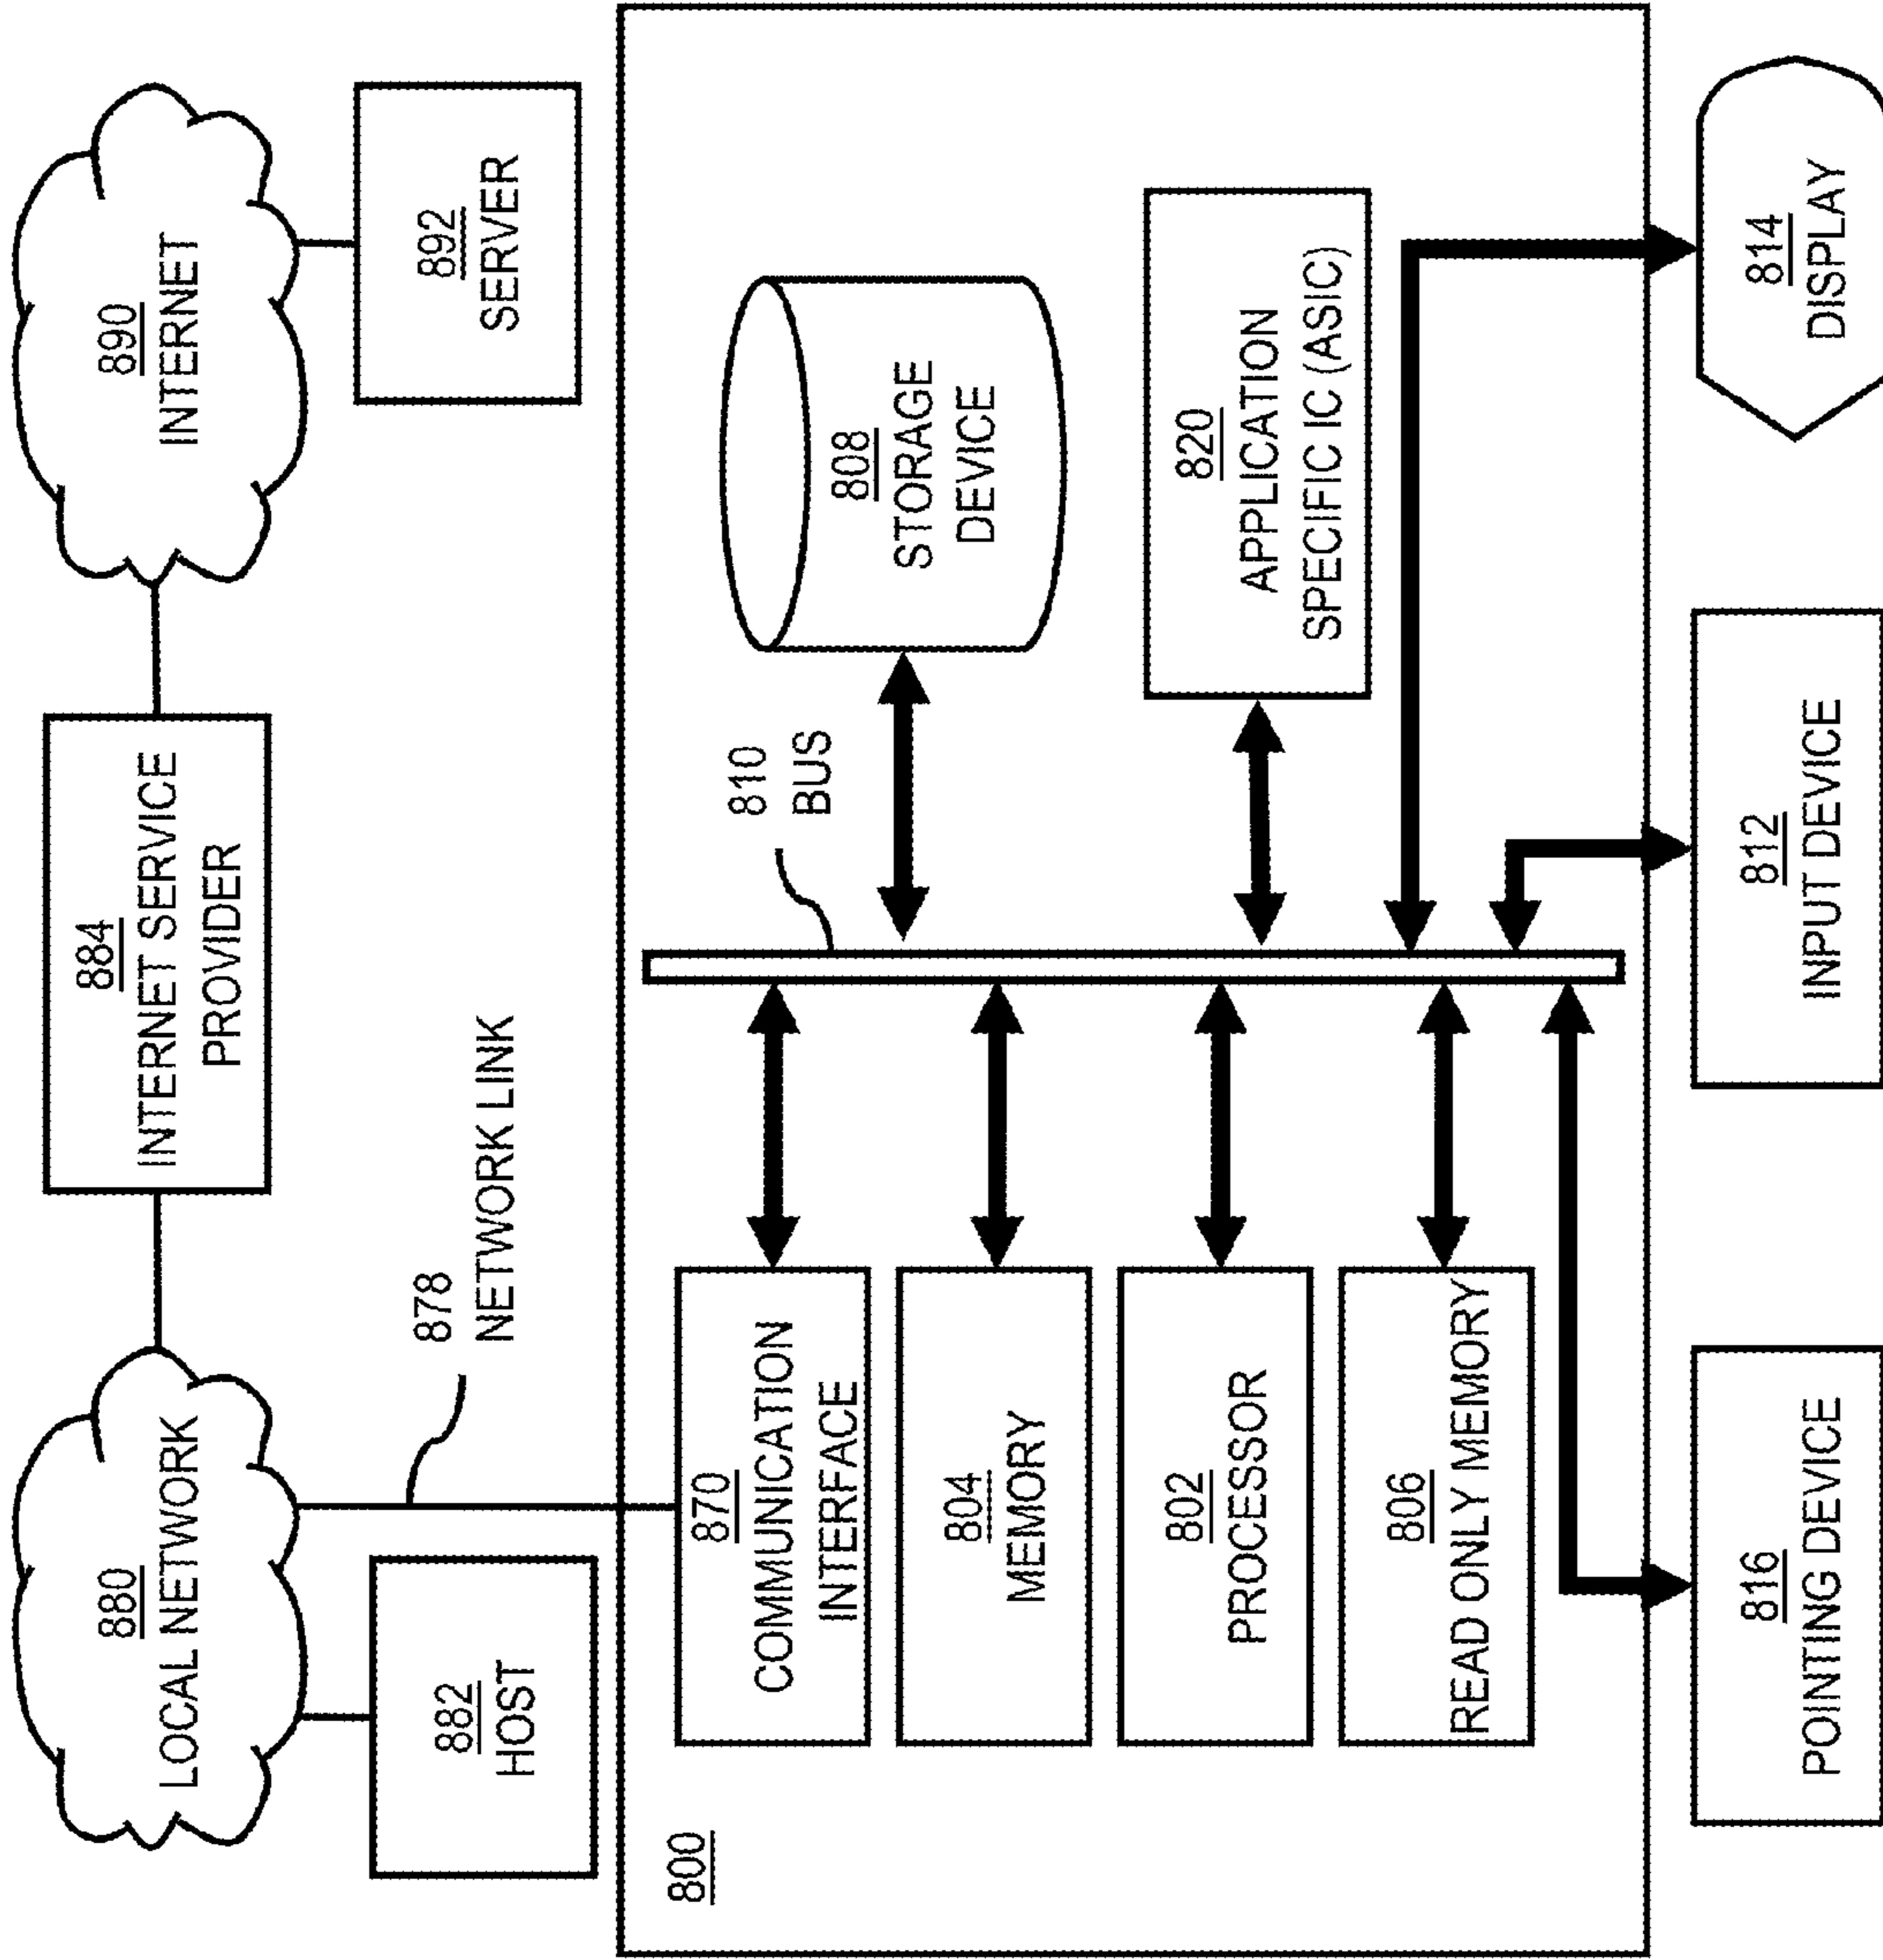 880
LOCAL NETWORK
884
INTERNET SERVICE
PROVIDER
890
INTERNET
882
HOST
878
NETWORK LINK
892
SERVER
800
870
COMMUNICATION
INTERFACE
810
BUS
808
STORAGE
DEVICE
804
MEMORY
802
PROCESSOR
820
APPLICATION
SPECIFIC IC (ASIC)
806
READ ONLY MEMORY
816
POINTING DEVICE
812
INPUT DEVICE
814
DISPLAY